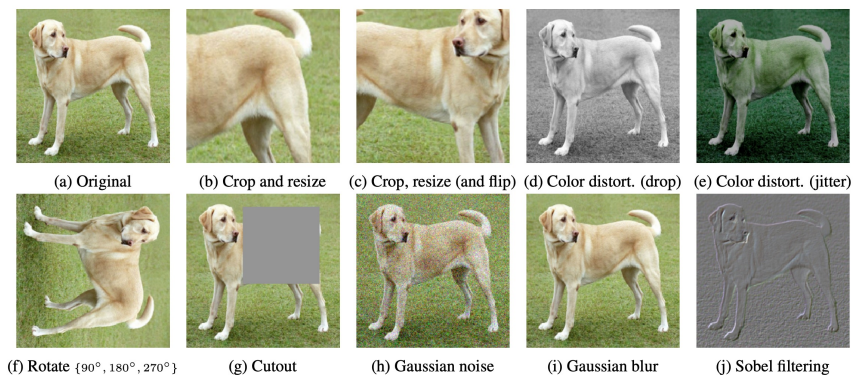 (a) Original
(b) Crop and resize
(c) Crop, resize (and flip)
(d) Color distort. (drop)
(e) Color distort. (jitter)
(f) Rotate {90°, 180°, 270°}
(g) Cutout
(h) Gaussian noise
(i) Gaussian blur
(j) Sobel filtering